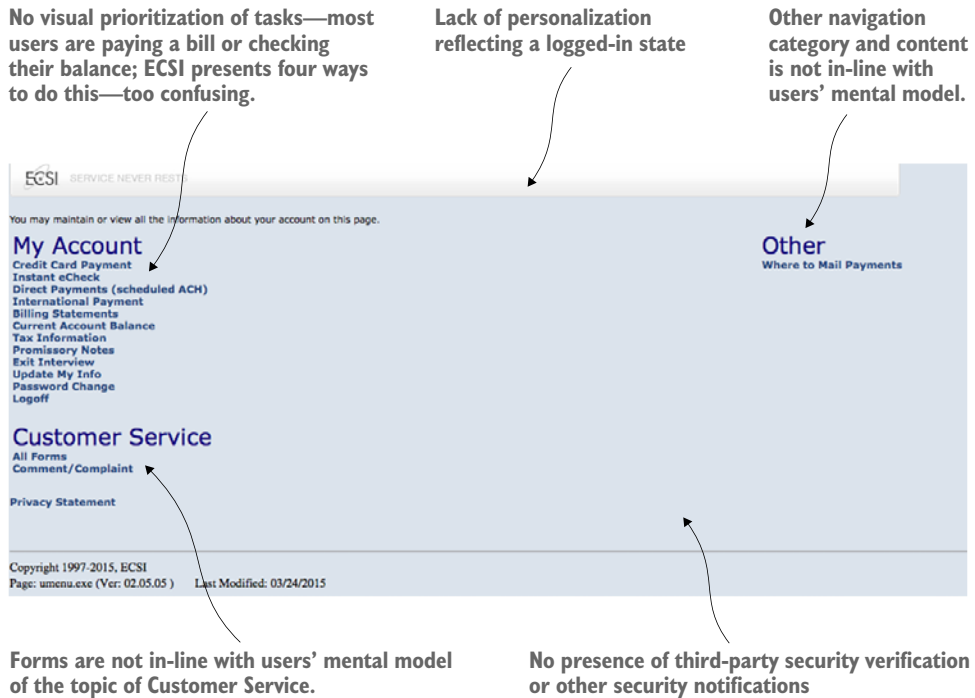 No visual prioritization of tasks—most
users are paying a bill or checking
their balance; ECSI presents four ways
to do this—too confusing.
Lack of personalization
reflecting a logged-in state
Other navigation
category and content
is not in-line with
users’ mental model.
ECSI SERVICE NEVER RESTS
You may maintain or view all the information about your account on this page.
My Account
Credit Card Payment
Instant eCheck
Direct Payments (scheduled ACH)
International Payment
Billing Statements
Current Account Balance
Tax Information
Promissory Notes
Exit Interview
Update My Info
Password Change
Logoff
Other
Where to Mail Payments
Customer Service
All Forms
Comment/Complaint
Privacy Statement
Copyright 1997-2015, ECSI
Page: umenu.exe (Ver: 02.05.05 ) Last Modified: 03/24/2015
Forms are not in-line with users’ mental model
of the topic of Customer Service.
No presence of third-party security verification
or other security notifications